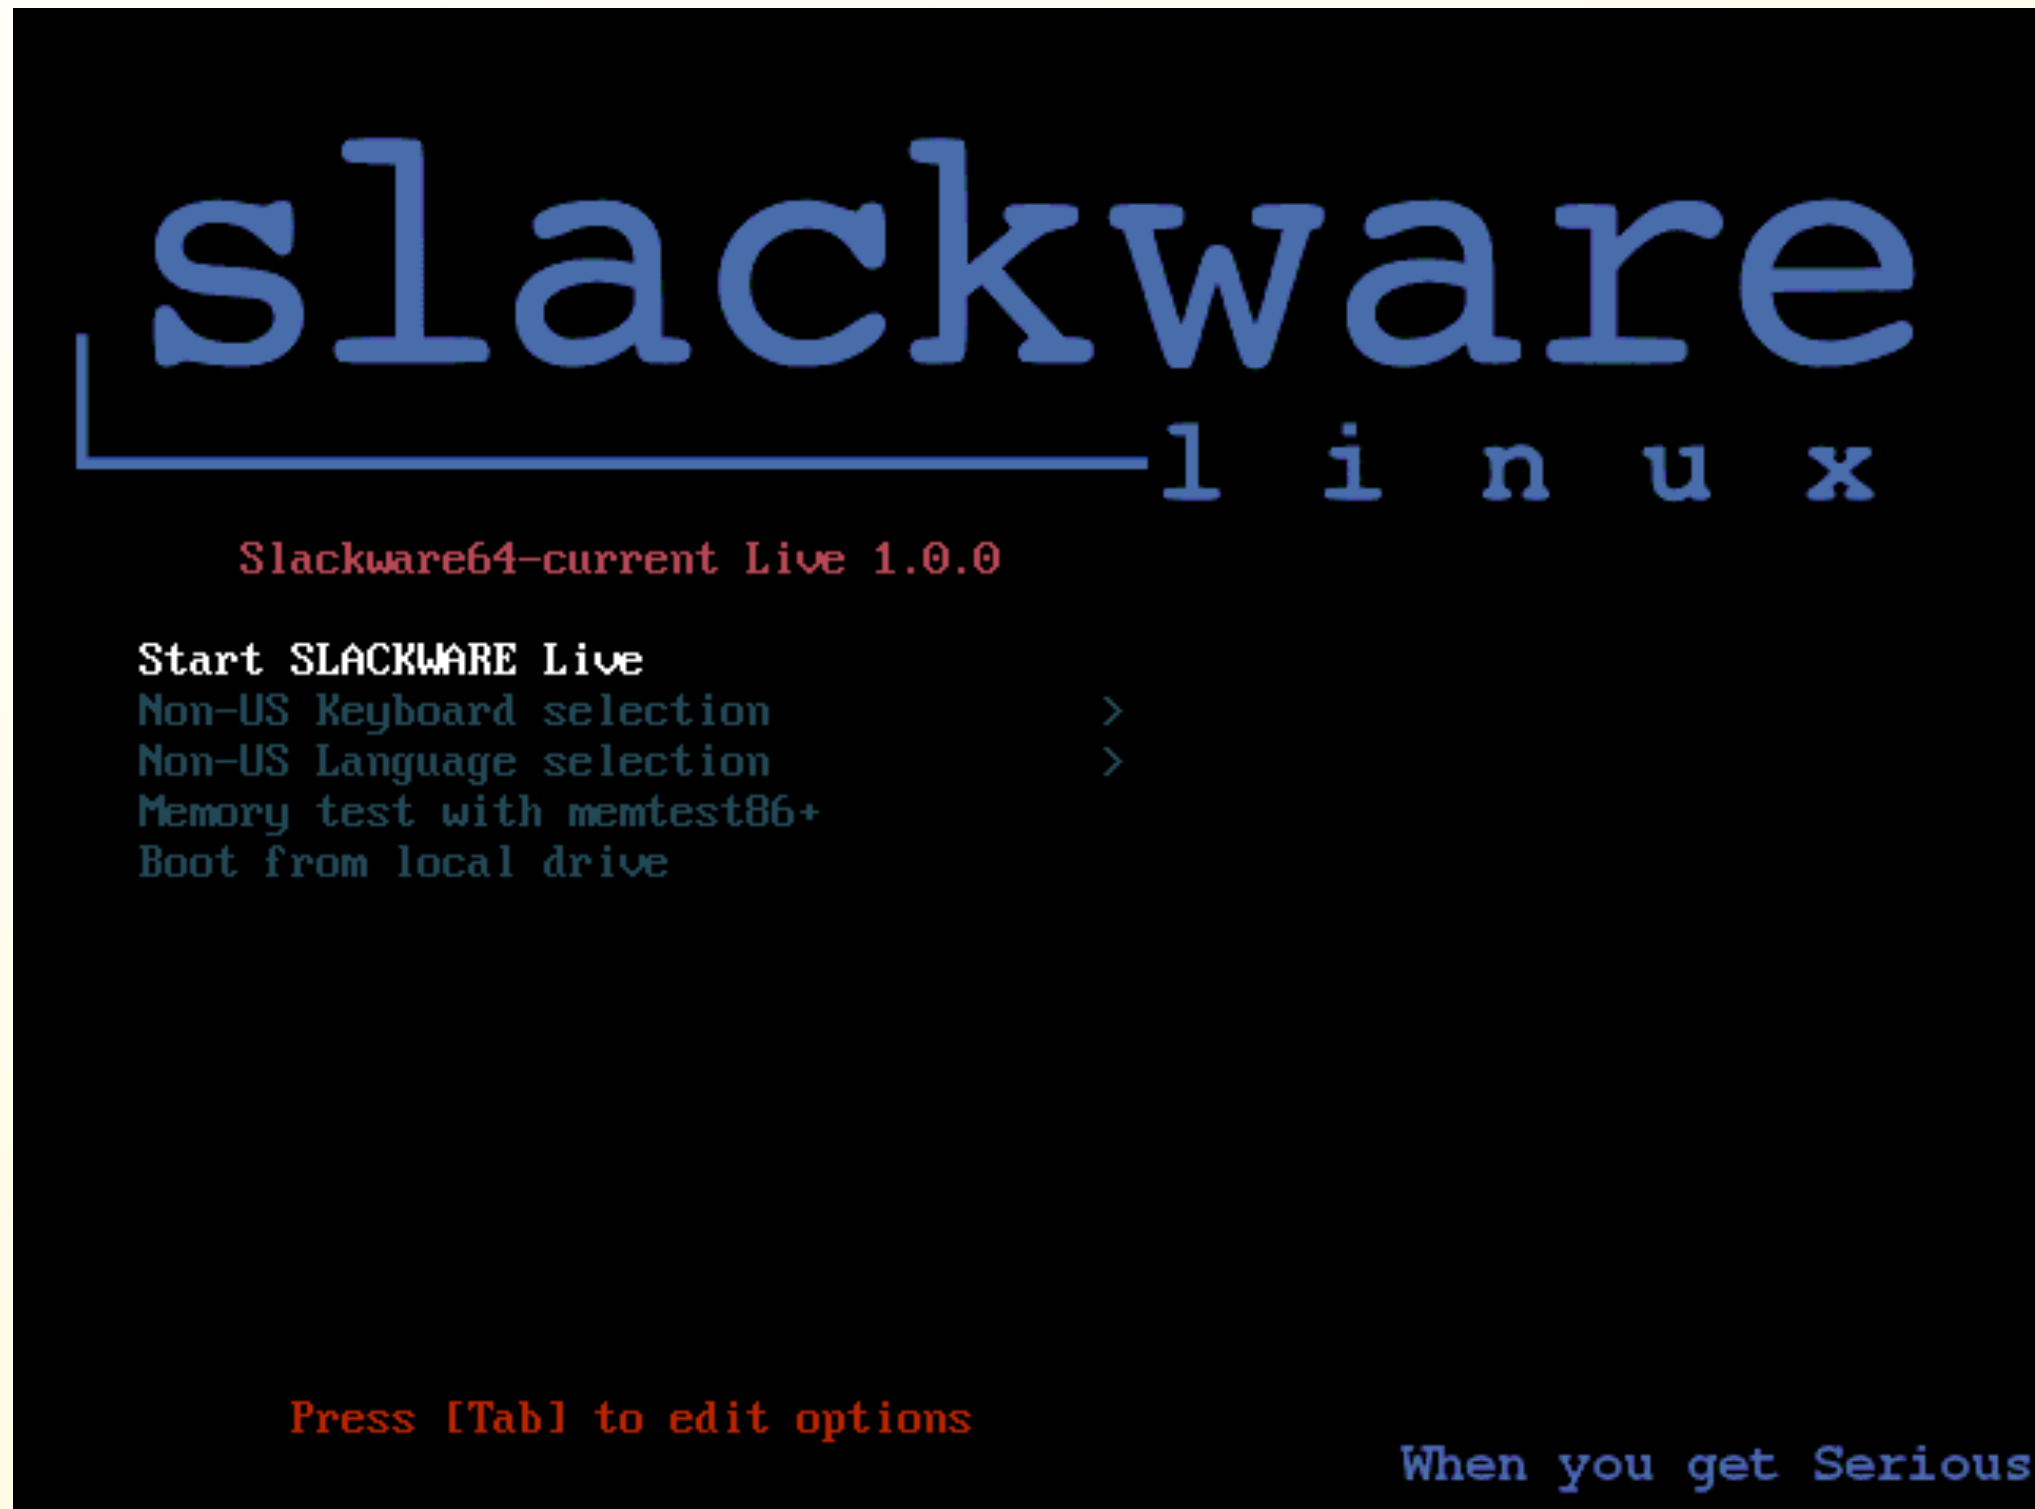 slackware
linux
Slackware64-current Live 1.0.0
Start SLACKWARE Live
Non-US Keyboard selection >
Non-US Language selection >
Memory test with memtest86+
Boot from local drive
Press [Tab] to edit options
When you get Serious